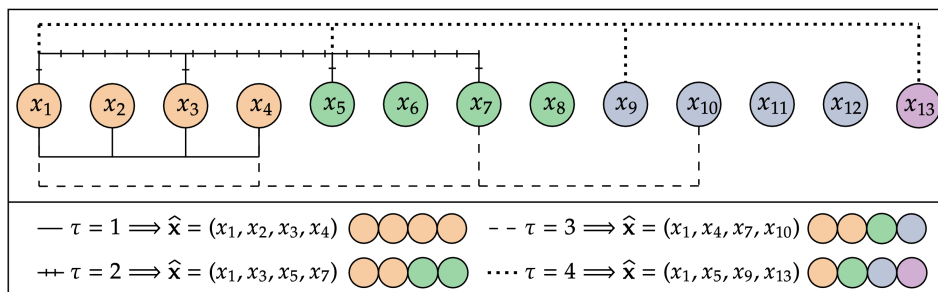 x₁ x₂ x₃ x₄ x₅ x₆ x₇ x₈ x₉ x₁₀ x₁₁ x₁₂ x₁₃
τ = 1 ⟹ x̂ = (x₁, x₂, x₃, x₄)
τ = 3 ⟹ x̂ = (x₁, x₄, x₇, x₁₀)
τ = 2 ⟹ x̂ = (x₁, x₃, x₅, x₇)
τ = 4 ⟹ x̂ = (x₁, x₅, x₉, x₁₃)